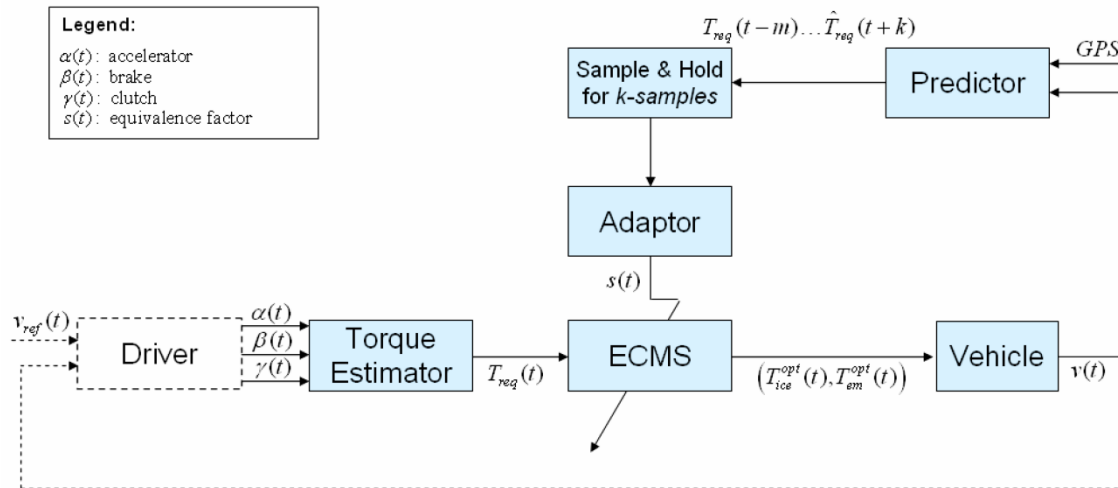 Legend:
α(t): accelerator
β(t): brake
γ(t): clutch
s(t): equivalence factor
T_req(t−m)…T̂_req(t+k)
GPS
Sample & Hold
for k-samples
Predictor
Adaptor
s(t)
v_ref(t)
Driver
α(t)
β(t)
γ(t)
Torque
Estimator
T_req(t)
ECMS
(T_ice^opt(t), T_em^opt(t))
Vehicle
v(t)